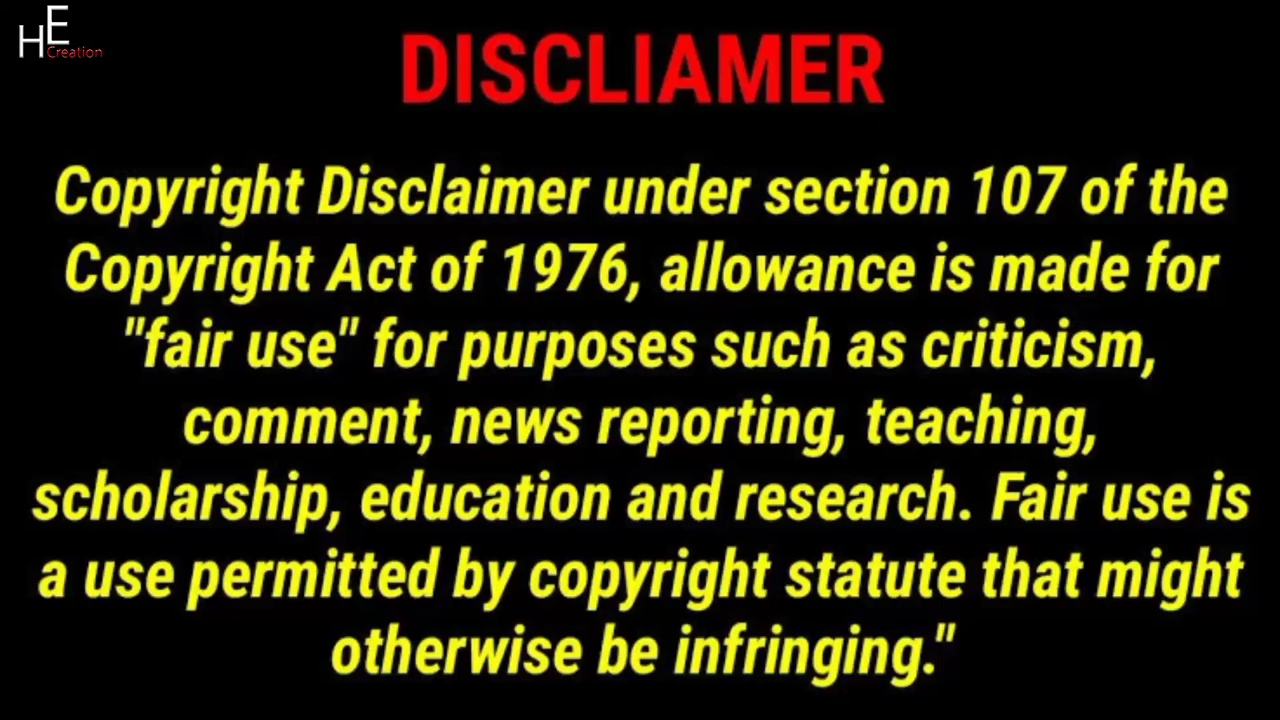 HE
Creation
DISCLIAMER
Copyright Disclaimer under section 107 of the
Copyright Act of 1976, allowance is made for
"fair use" for purposes such as criticism,
comment, news reporting, teaching,
scholarship, education and research. Fair use is
a use permitted by copyright statute that might
otherwise be infringing."